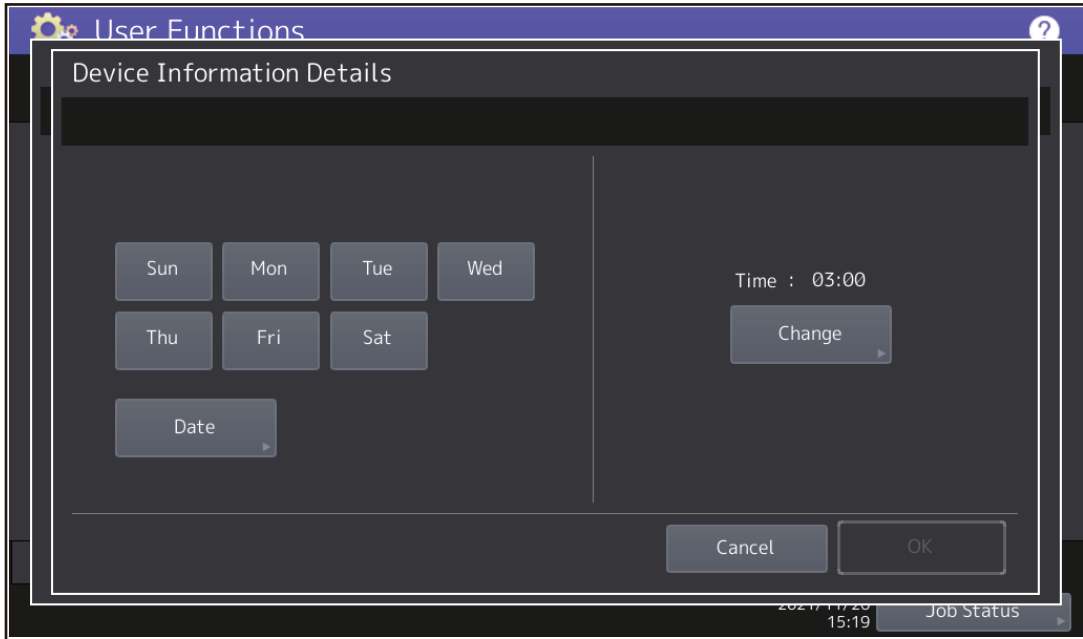 User Functions
?
Device Information Details
Sun Mon Tue Wed
Thu Fri Sat
Date
Time : 03:00
Change
Cancel OK
15:19
Job Status